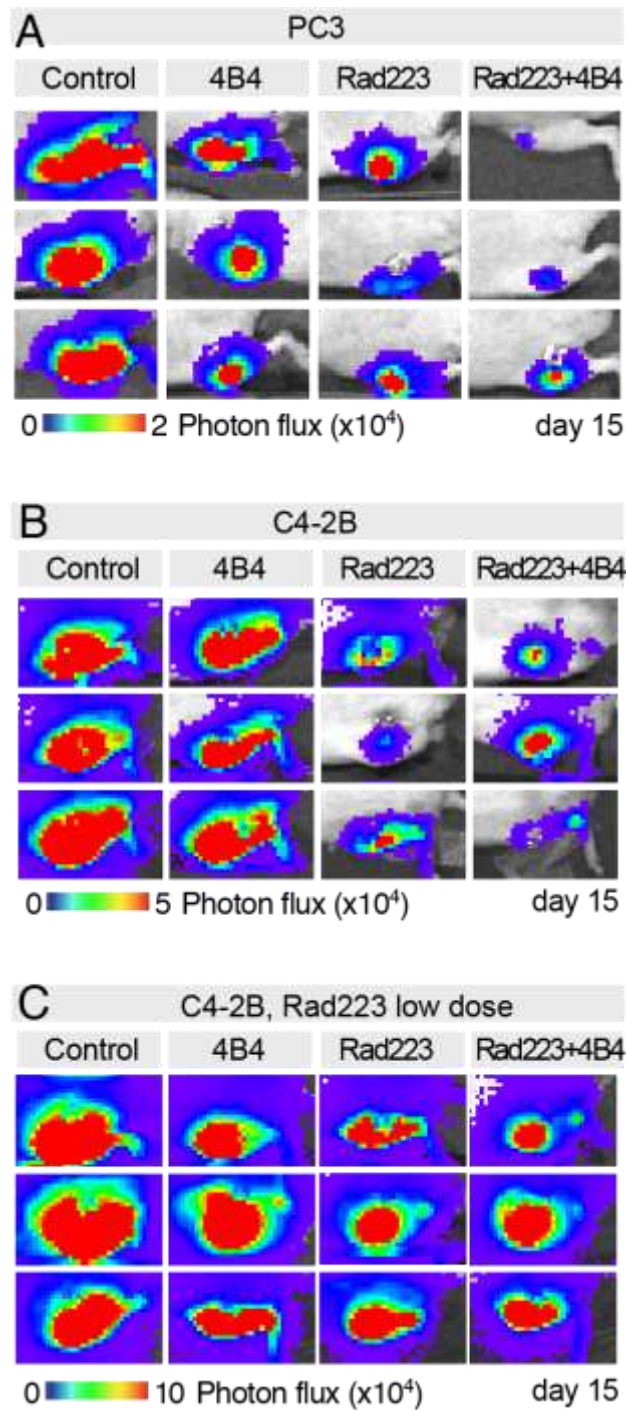 A PC3
Control 4B4 Rad223 Rad223+4B4
0 2 Photon flux (x10⁴) day 15
B C4-2B
Control 4B4 Rad223 Rad223+4B4
0 5 Photon flux (x10⁴) day 15
C C4-2B, Rad223 low dose
Control 4B4 Rad223 Rad223+4B4
0 10 Photon flux (x10⁴) day 15